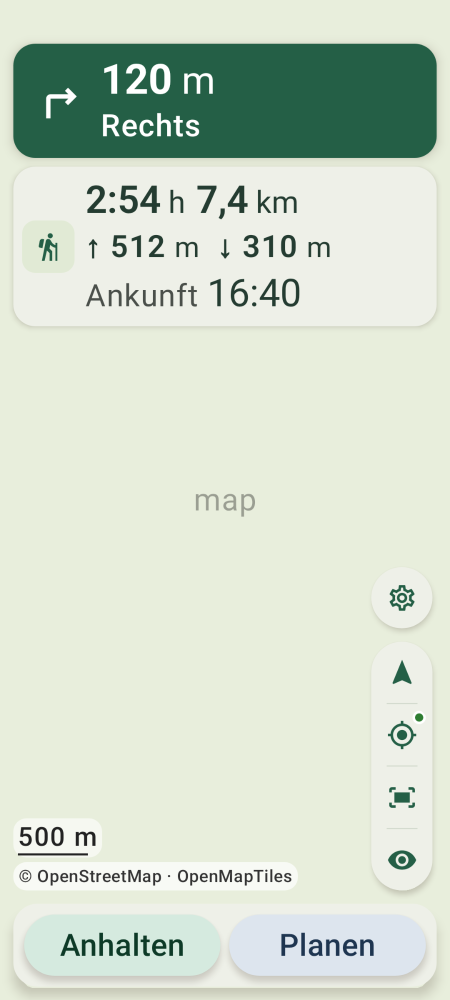 120 m
Rechts
2:54 h 7,4 km
↑ 512 m ↓ 310 m
Ankunft 16:40
map
500 m
© OpenStreetMap · OpenMapTiles
Anhalten Planen